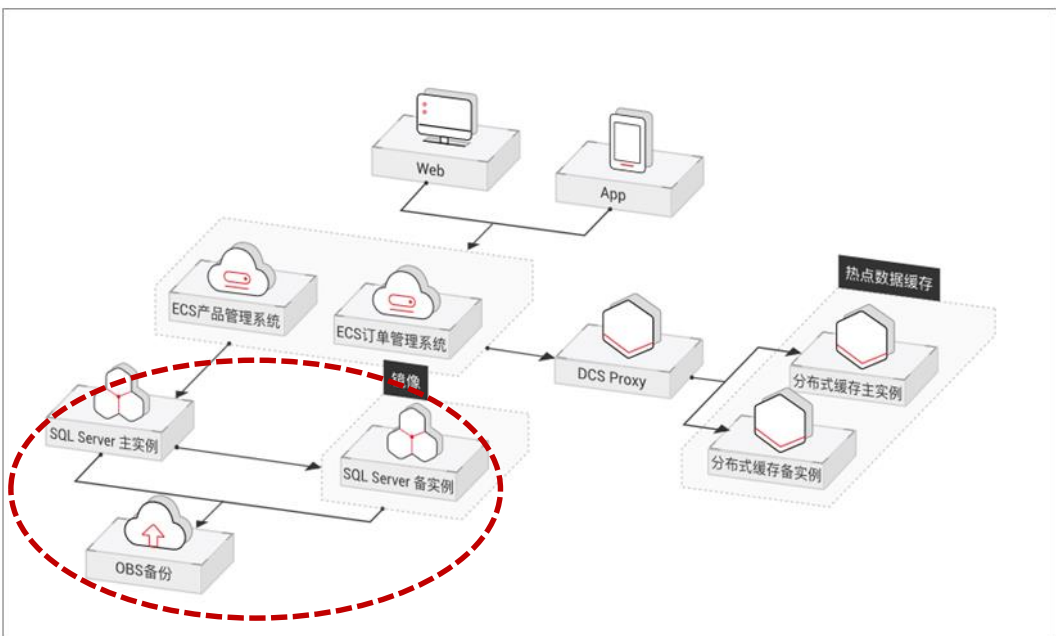 Web
App
热点数据缓存
ECS产品管理系统
ECS订单管理系统
DCS Proxy
分布式缓存主实例
镜像
SQL Server 主实例
SQL Server 备实例
分布式缓存备实例
OBS备份